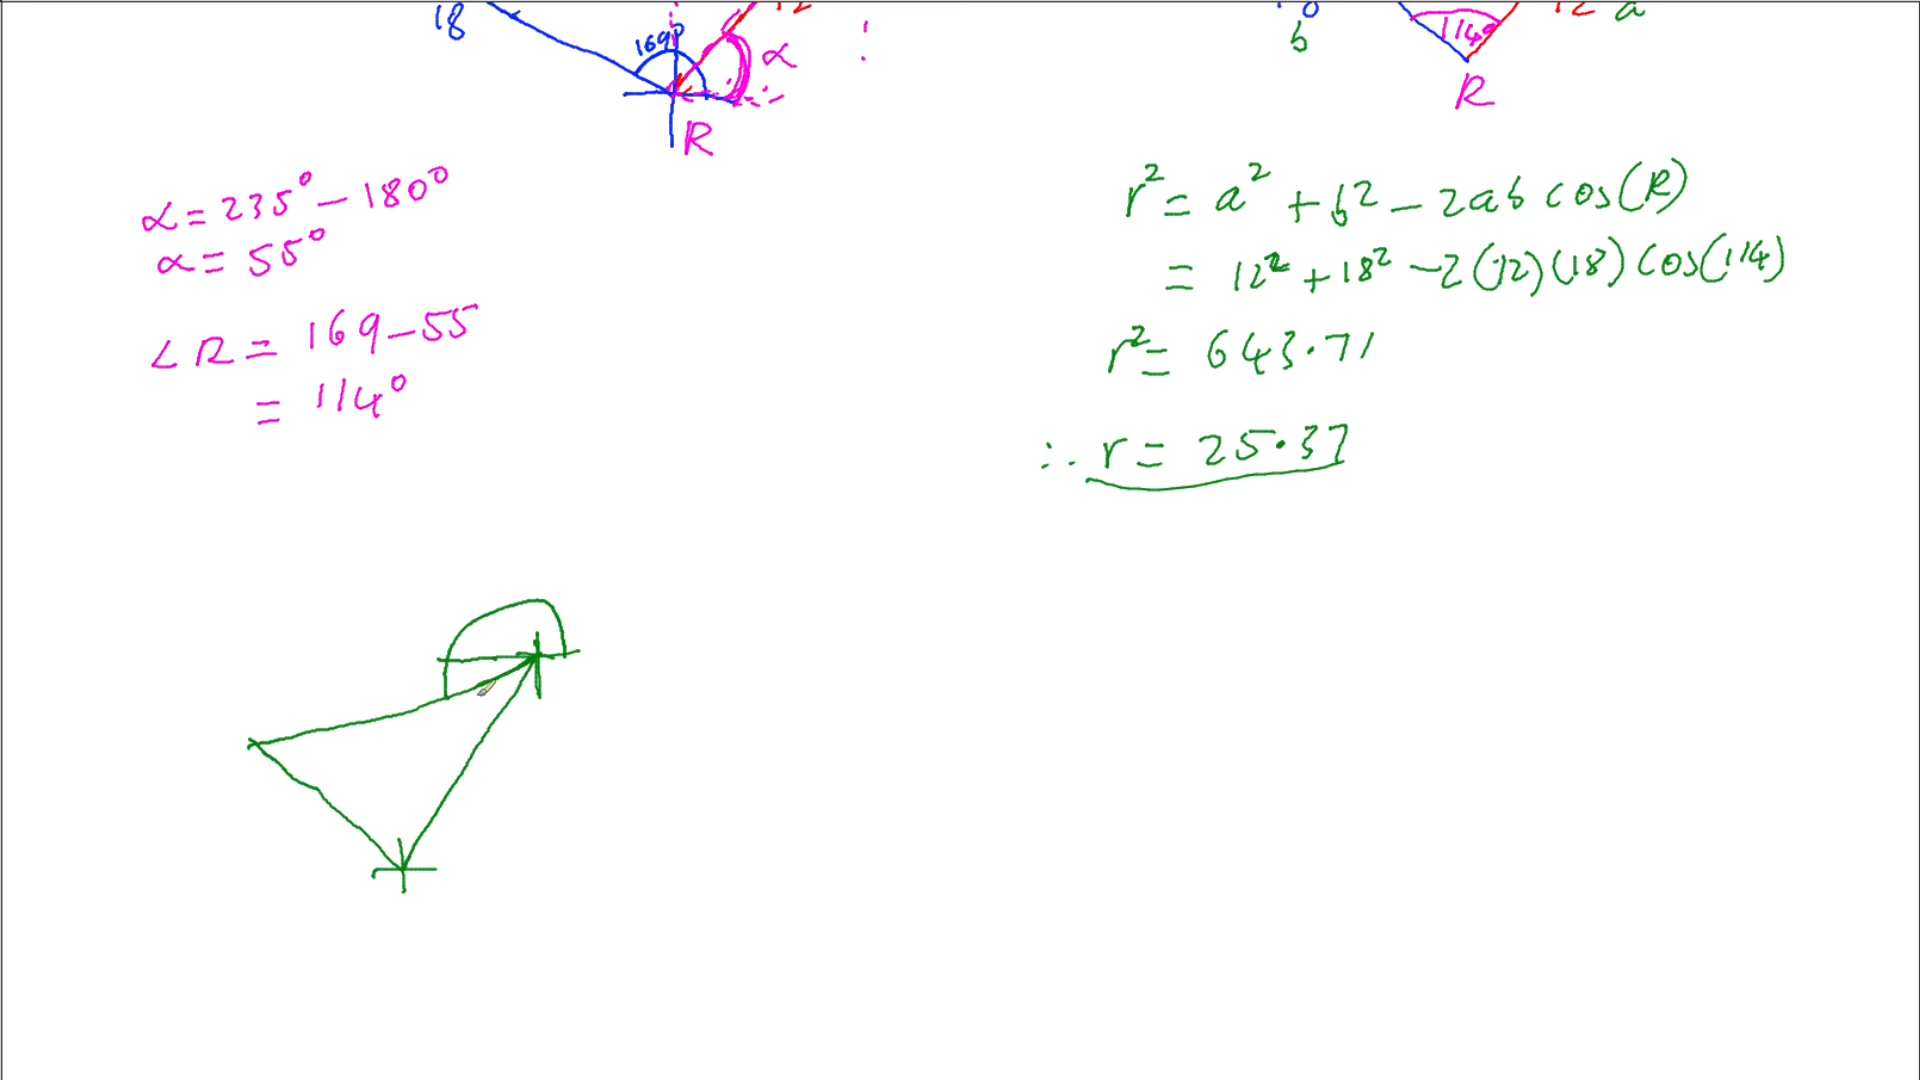 18
169°
α
R
b
a
114°
R
α = 235° - 180°
α = 55°
∠R = 169 - 55
= 114°
r² = a² + b² - 2ab cos(R)
= 12² + 18² - 2(12)(18) cos(114)
r² = 643.71
∴ r = 25.37